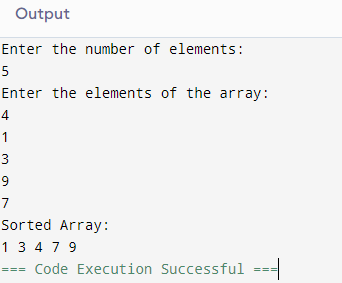 Output
Enter the number of elements:
5
Enter the elements of the array:
4
1
3
9
7
Sorted Array:
1 3 4 7 9
=== Code Execution Successful ===